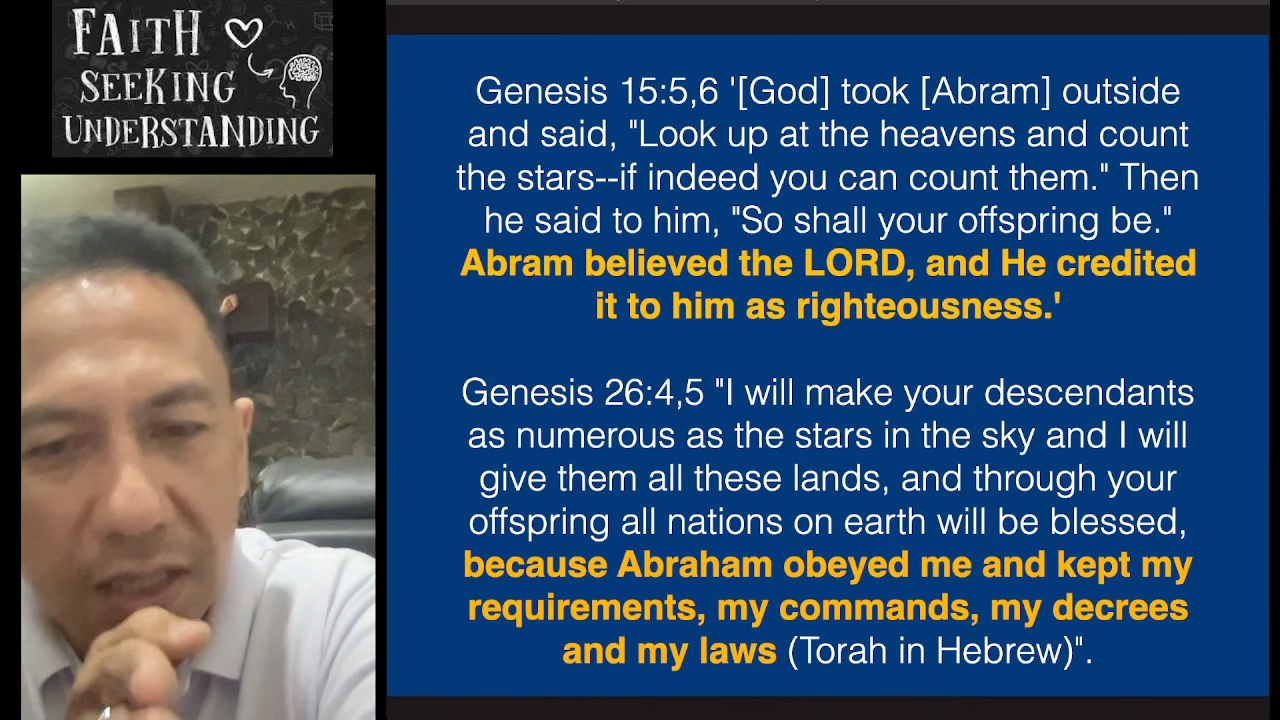 FAITH
SEEKING
UNDERSTANDING
Genesis 15:5,6 '[God] took [Abram] outside
and said, "Look up at the heavens and count
the stars--if indeed you can count them." Then
he said to him, "So shall your offspring be."
Abram believed the LORD, and He credited
it to him as righteousness.'
Genesis 26:4,5 "I will make your descendants
as numerous as the stars in the sky and I will
give them all these lands, and through your
offspring all nations on earth will be blessed,
because Abraham obeyed me and kept my
requirements, my commands, my decrees
and my laws (Torah in Hebrew)".